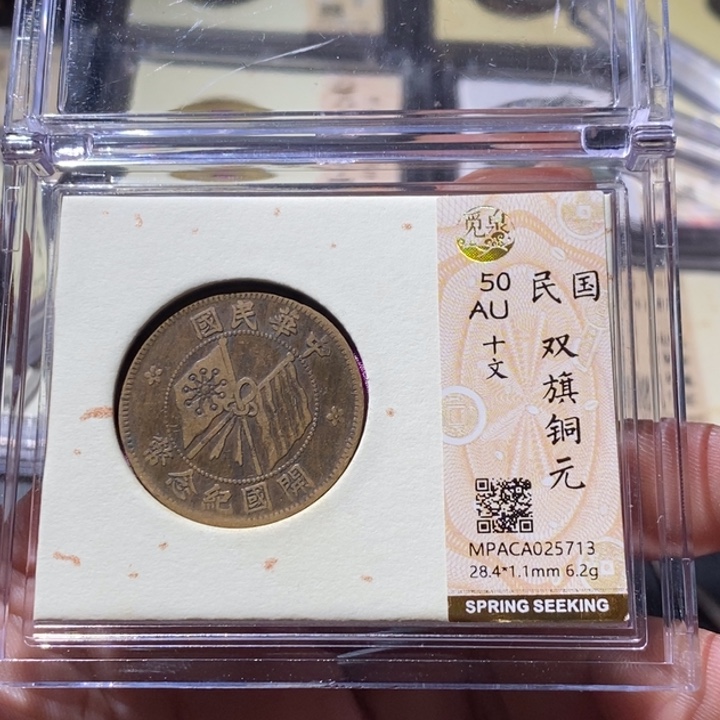 中華民國
開國紀念幣
觅泉
50
AU
民国
十文
双旗铜元
MPACA025713
28.4*1.1mm 6.2g
SPRING SEEKING